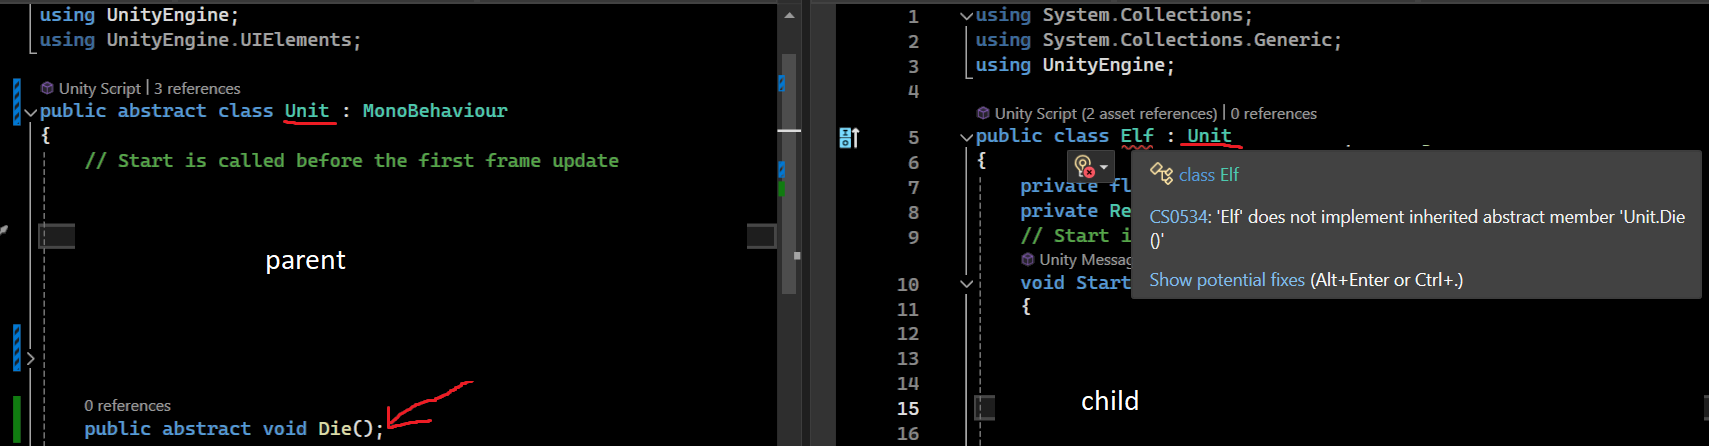 using UnityEngine;
using UnityEngine.UIElements;
Unity Script | 3 references
public abstract class Unit : MonoBehaviour
{
// Start is called before the first frame update
parent
0 references
public abstract void Die();
1 using System.Collections;
2 using System.Collections.Generic;
3 using UnityEngine;
4
Unity Script (2 asset references) | 0 references
5 public class Elf : Unit
6 {
7 private fl
8 private Re
9 // Start i
Unity Messag
10 void Start
11 {
12
13
14
15
16
class Elf
CS0534: 'Elf' does not implement inherited abstract member 'Unit.Die
()'
Show potential fixes (Alt+Enter or Ctrl+.)
child